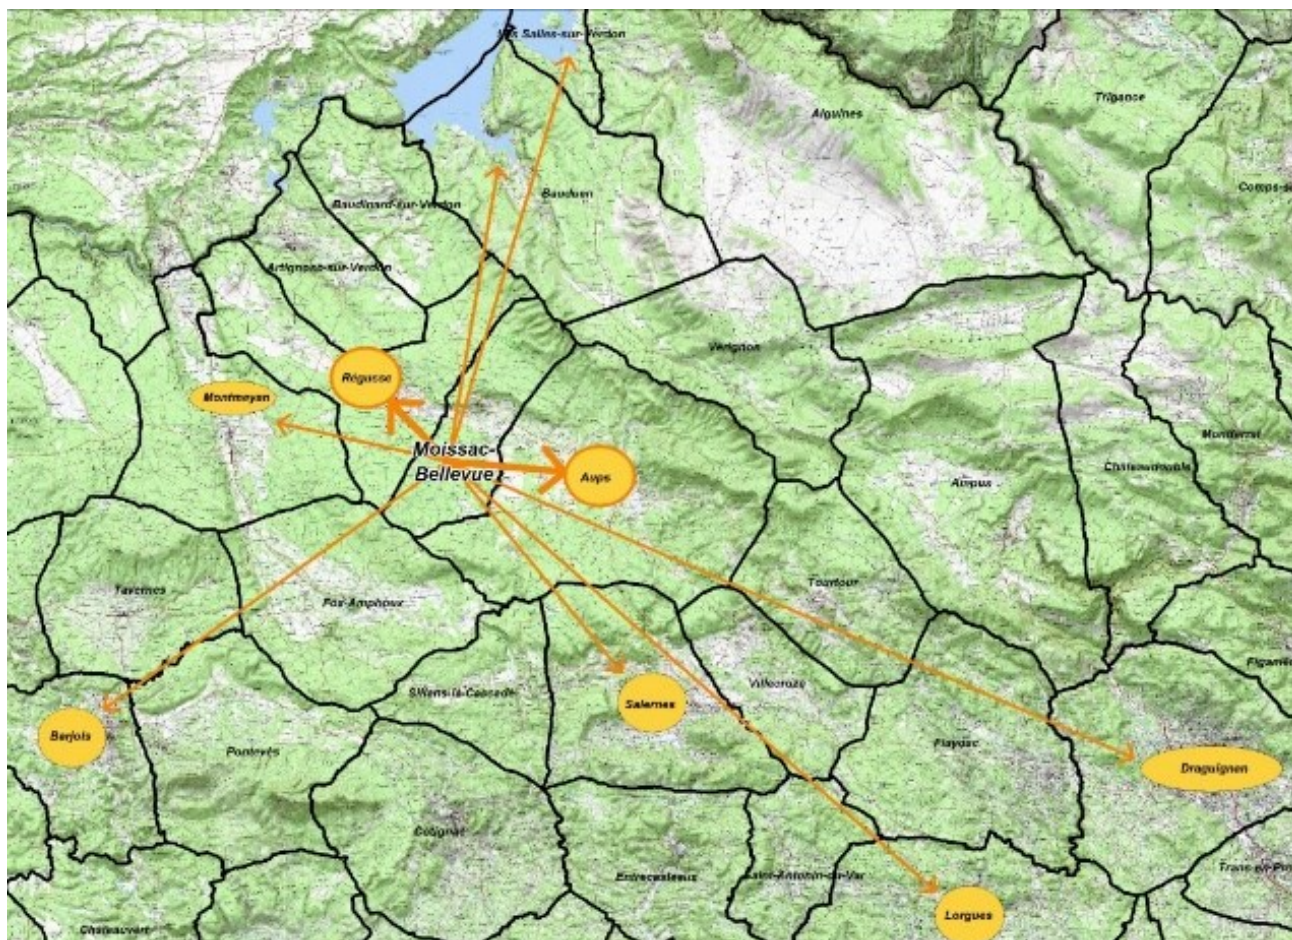 Les Salles-sur-Verdon
Trigance
Aiguines
Bauduen
Baudinard-sur-Verdon
Artignosc-sur-Verdon
Vérignon
Régusse
Montmeyan
Moissac-
Bellevue
Aups
Ampus
Châteaudouble
Montferrat
Tavernes
Fox-Amphoux
Tourtour
Sillans-la-Cascade
Salernes
Villecroze
Barjols
Pontevès
Flayosc
Draguignan
Cotignac
Entrecasteaux
Saint-Antonin-du-Var
Lorgues
Châteauvert